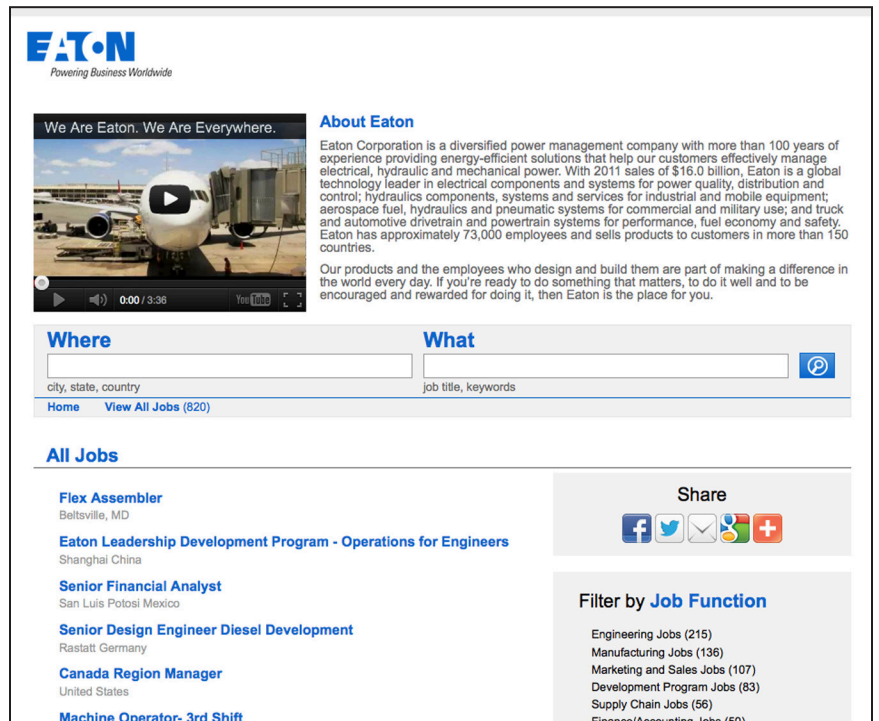 EATON
Powering Business Worldwide
We Are Eaton. We Are Everywhere.
0:00 / 3:36
YouTube
About Eaton
Eaton Corporation is a diversified power management company with more than 100 years of
experience providing energy-efficient solutions that help our customers effectively manage
electrical, hydraulic and mechanical power. With 2011 sales of $16.0 billion, Eaton is a global
technology leader in electrical components and systems for power quality, distribution and
control; hydraulics components, systems and services for industrial and mobile equipment;
aerospace fuel, hydraulics and pneumatic systems for commercial and military use; and truck
and automotive drivetrain and powertrain systems for performance, fuel economy and safety.
Eaton has approximately 73,000 employees and sells products to customers in more than 150
countries.
Our products and the employees who design and build them are part of making a difference in
the world every day. If you're ready to do something that matters, to do it well and to be
encouraged and rewarded for doing it, then Eaton is the place for you.
Where
city, state, country
What
job title, keywords
Home View All Jobs (820)
All Jobs
Flex Assembler
Beltsville, MD
Eaton Leadership Development Program - Operations for Engineers
Shanghai China
Senior Financial Analyst
San Luis Potosi Mexico
Senior Design Engineer Diesel Development
Rastatt Germany
Canada Region Manager
United States
Machine Operator- 3rd Shift
Share
Filter by Job Function
Engineering Jobs (215)
Manufacturing Jobs (136)
Marketing and Sales Jobs (107)
Development Program Jobs (83)
Supply Chain Jobs (56)
Finance/Accounting Jobs